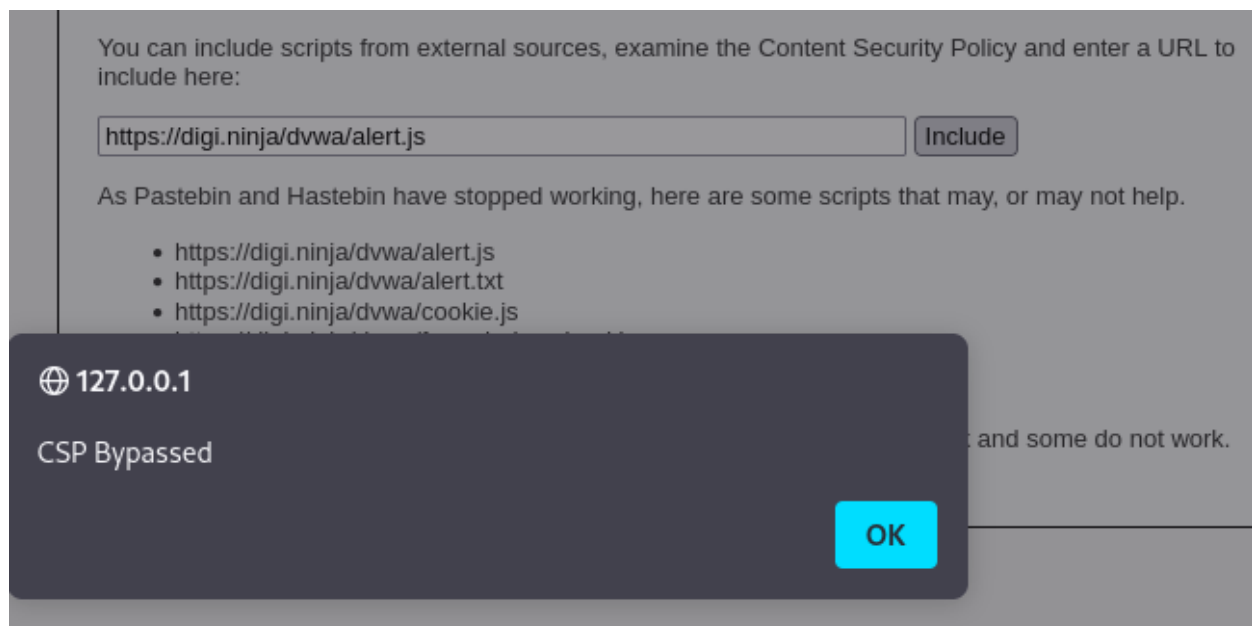 You can include scripts from external sources, examine the Content Security Policy and enter a URL to
include here:
https://digi.ninja/dvwa/alert.js Include
As Pastebin and Hastebin have stopped working, here are some scripts that may, or may not help.
• https://digi.ninja/dvwa/alert.js
• https://digi.ninja/dvwa/alert.txt
• https://digi.ninja/dvwa/cookie.js
127.0.0.1
CSP Bypassed
and some do not work.
OK